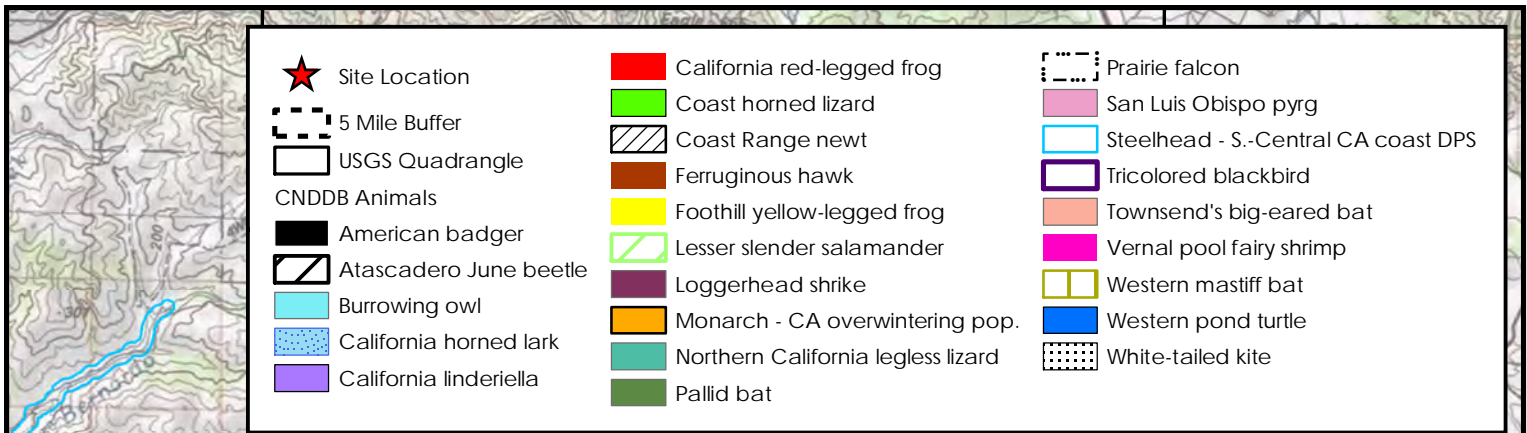 Site Location
5 Mile Buffer
USGS Quadrangle
CNDDB Animals
American badger
Atascadero June beetle
Burrowing owl
California horned lark
California linderiella
California red-legged frog
Coast horned lizard
Coast Range newt
Ferruginous hawk
Foothill yellow-legged frog
Lesser slender salamander
Loggerhead shrike
Monarch - CA overwintering pop.
Northern California legless lizard
Pallid bat
Prairie falcon
San Luis Obispo pyrg
Steelhead - S.-Central CA coast DPS
Tricolored blackbird
Townsend's big-eared bat
Vernal pool fairy shrimp
Western mastiff bat
Western pond turtle
White-tailed kite
200
Bernardo